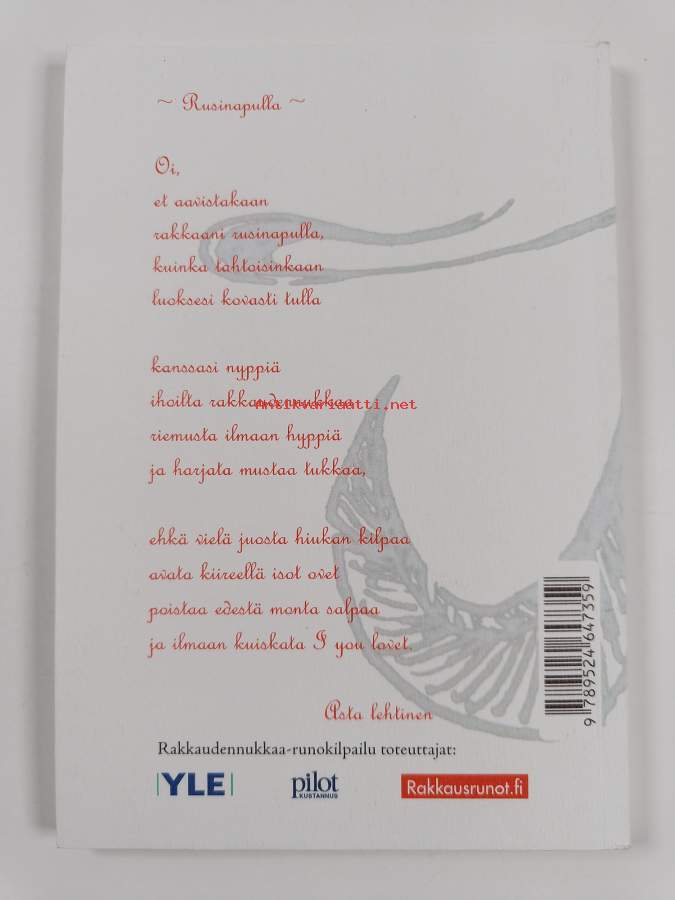 ~ Rusinapulla ~
Oi,
et aavistakaan
rakkaani rusinapulla,
kuinka tahtoisinkaan
luoksesi kovasti tulla
kanssasi nyppiä
ihoilta rakkaudennukkaa
Antikvariaatti.net
riemusta ilmaan hyppiä
ja harjata mustaa tukkaa,
ehkä vielä juosta hiukan kilpaa
avata kiireellä isot ovet
poistaa edestä monta salpaa
ja ilmaan kuiskata I you lovet.
Asta lehtinen
Rakkaudennukkaa-runokilpailu toteuttajat:
YLE
pilot
KUSTANNUS
Rakkausrunot.fi
9 789524 647359